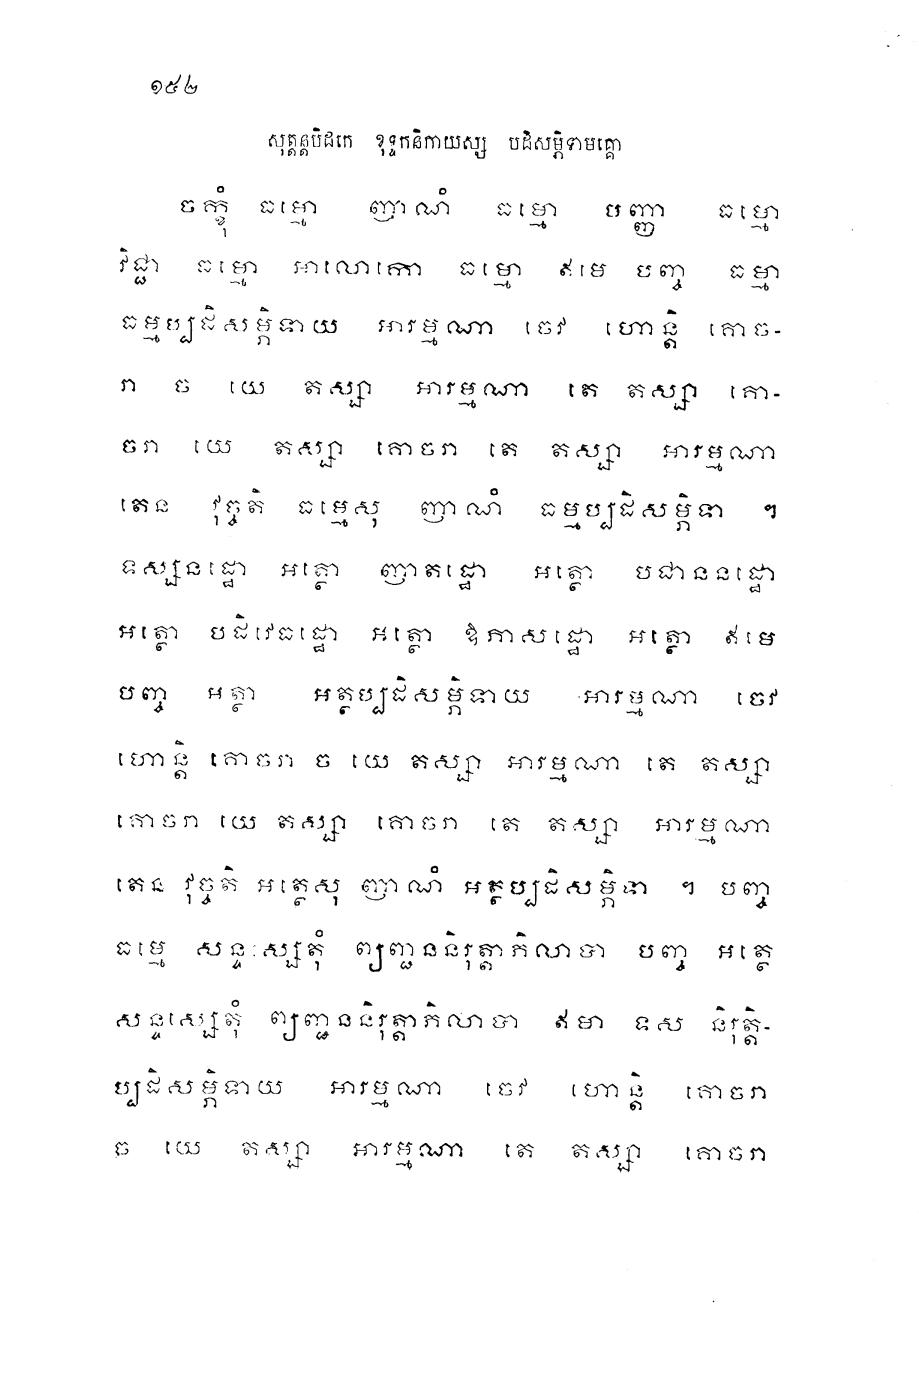 ១៥២
សុត្តន្តបិដកេ ខុទ្ទកនិកាយស្ស បដិសម្ភិទាមគ្គោ
ចក្ខុំ ធម្មោ ញាណំ ធម្មោ បញ្ញា ធម្មោ
វិជ្ជា ធម្មោ អាលោកោ ធម្មោ ឥមេ បញ្ច ធម្មា
ធម្មប្បដិសម្ភិទាយ អារម្មណា ចេវ ហោន្តិ គោច-
រា ច យេ តស្សា អារម្មណា តេ តស្សា គោ-
ចរា យេ តស្សា គោចរា តេ តស្សា អារម្មណា
តេន វុច្ចតិ ធម្មេសុ ញាណំ ធម្មប្បដិសម្ភិទា ។
ទស្សនដ្ឋោ អត្ថោ ញាតដ្ឋោ អត្ថោ បជាននដ្ឋោ
អត្ថោ បដិវេធដ្ឋោ អត្ថោ ឱភាសដ្ឋោ អត្ថោ ឥមេ
បញ្ច អត្ថា អត្ថប្បដិសម្ភិទាយ អារម្មណា ចេវ
ហោន្តិ គោចរា ច យេ តស្សា អារម្មណា តេ តស្សា
គោចរា យេ តស្សា គោចរា តេ តស្សា អារម្មណា
តេន វុច្ចតិ អត្ថេសុ ញាណំ អត្ថប្បដិសម្ភិទា ។ បញ្ច
ធម្មេ សន្ទស្សេតុំ ព្យញ្ជននិរុត្តាភិលាបា បញ្ច អត្ថេ
សន្ទស្សេតុំ ព្យញ្ជននិរុត្តាភិលាបា ឥមា ទស និរុត្តិ-
ប្បដិសម្ភិទាយ អារម្មណា ចេវ ហោន្តិ គោចរា
ច យេ តស្សា អារម្មណា តេ តស្សា គោចរា